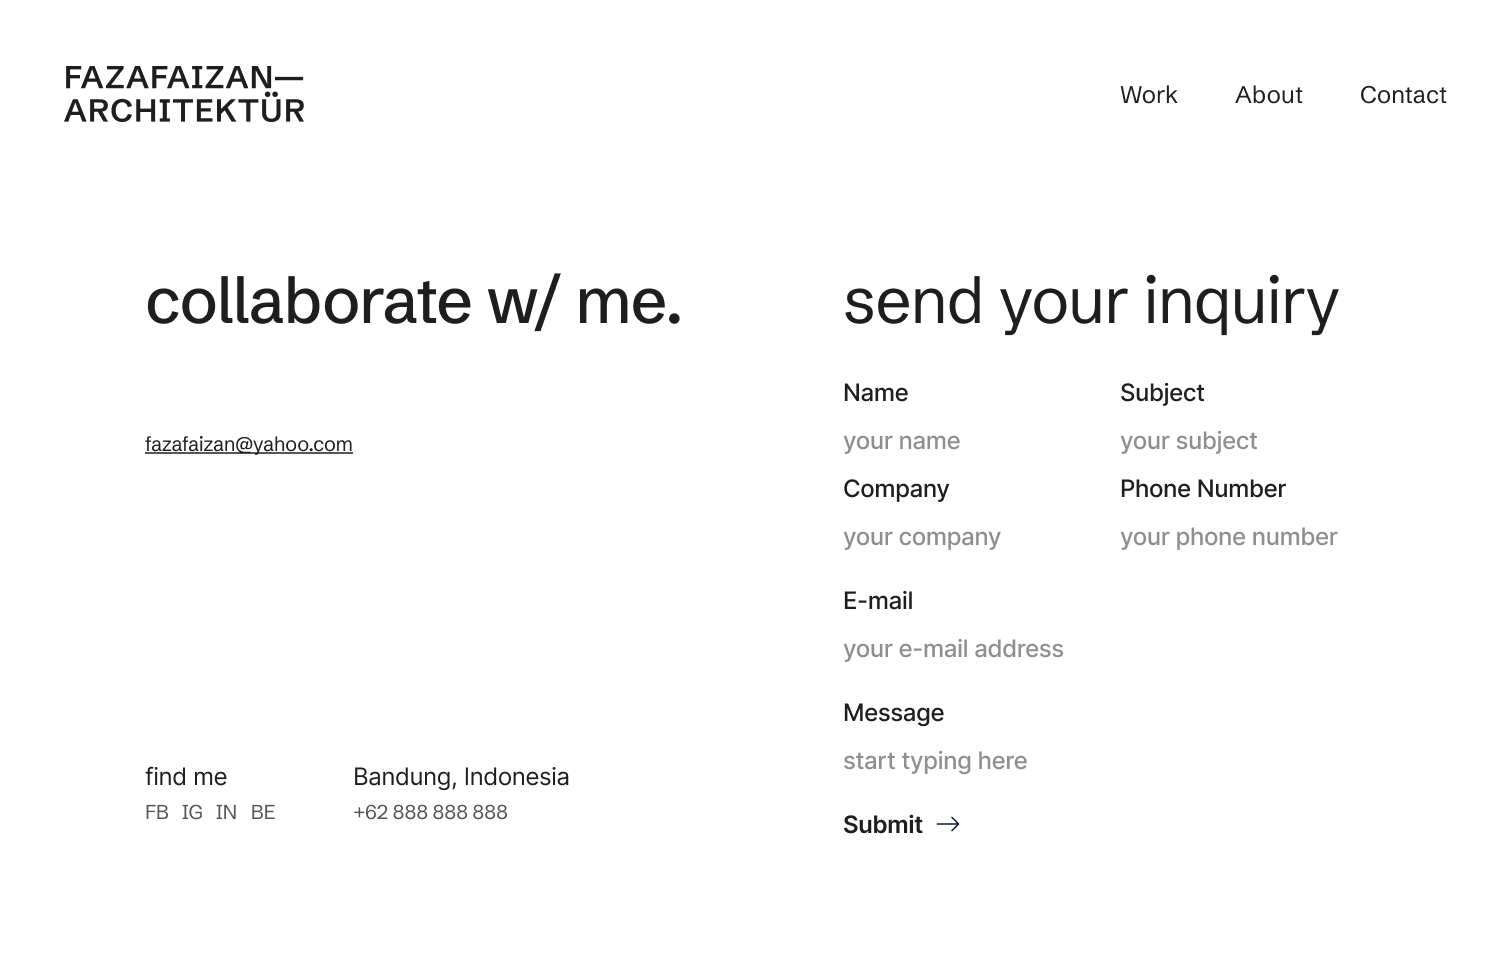 FAZAFAIZAN—
ARCHITEKTÜR
Work About Contact
collaborate w/ me.
fazafaizan@yahoo.com
find me
FB IG IN BE
Bandung, Indonesia
+62 888 888 888
send your inquiry
Name
your name
Subject
your subject
Company
your company
Phone Number
your phone number
E-mail
your e-mail address
Message
start typing here
Submit →